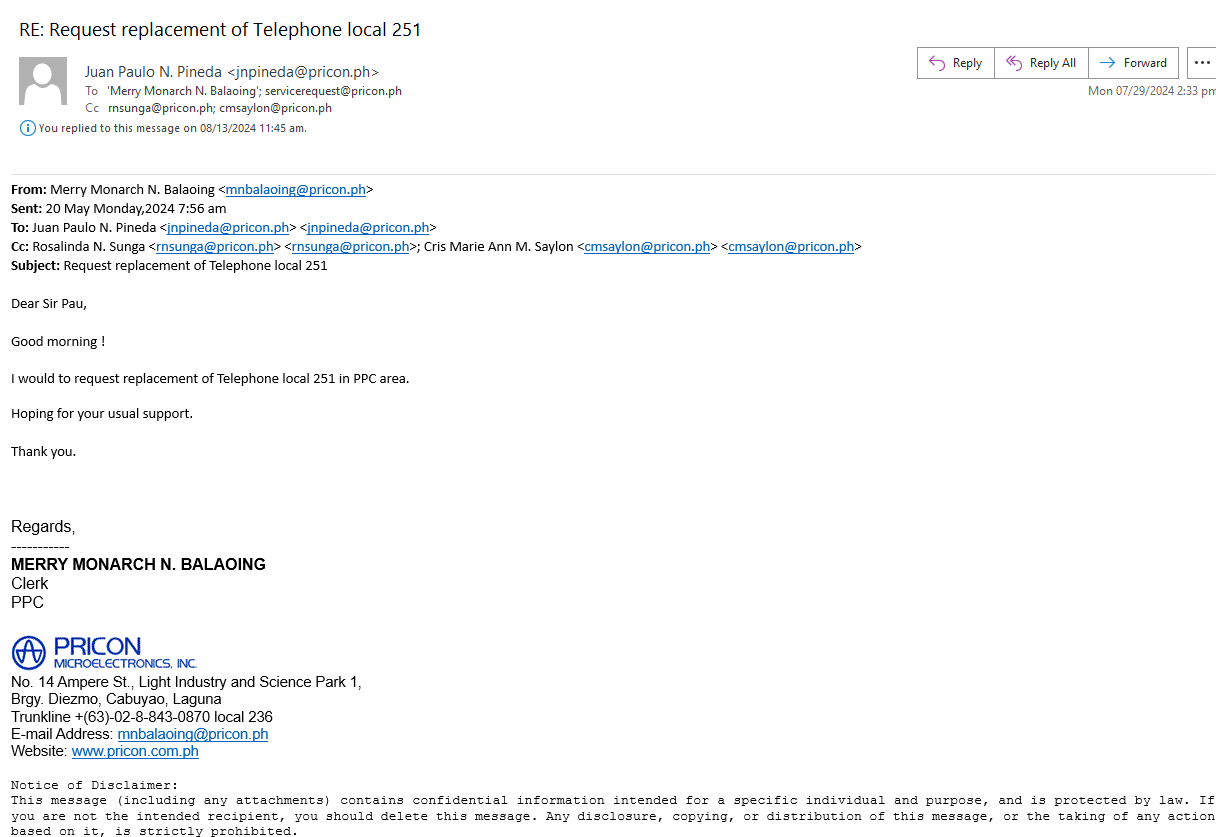 RE: Request replacement of Telephone local 251
Juan Paulo N. Pineda <jnpineda@pricon.ph>
To 'Merry Monarch N. Balaoing'; servicerequest@pricon.ph
Cc rnsunga@pricon.ph; cmsaylon@pricon.ph
You replied to this message on 08/13/2024 11:45 am.
Reply
Reply All
Forward
Mon 07/29/2024 2:33 pm
From: Merry Monarch N. Balaoing <mnbalaoing@pricon.ph>
Sent: 20 May Monday,2024 7:56 am
To: Juan Paulo N. Pineda <jnpineda@pricon.ph> <jnpineda@pricon.ph>
Cc: Rosalinda N. Sunga <rnsunga@pricon.ph> <rnsunga@pricon.ph>; Cris Marie Ann M. Saylon <cmsaylon@pricon.ph> <cmsaylon@pricon.ph>
Subject: Request replacement of Telephone local 251
Dear Sir Pau,
Good morning !
I would to request replacement of Telephone local 251 in PPC area.
Hoping for your usual support.
Thank you.
Regards,
-----------
MERRY MONARCH N. BALAOING
Clerk
PPC
PRICON
MICROELECTRONICS, INC.
No. 14 Ampere St., Light Industry and Science Park 1,
Brgy. Diezmo, Cabuyao, Laguna
Trunkline +(63)-02-8-843-0870 local 236
E-mail Address: mnbalaoing@pricon.ph
Website: www.pricon.com.ph
Notice of Disclaimer:
This message (including any attachments) contains confidential information intended for a specific individual and purpose, and is protected by law. If
you are not the intended recipient, you should delete this message. Any disclosure, copying, or distribution of this message, or the taking of any action
based on it, is strictly prohibited.